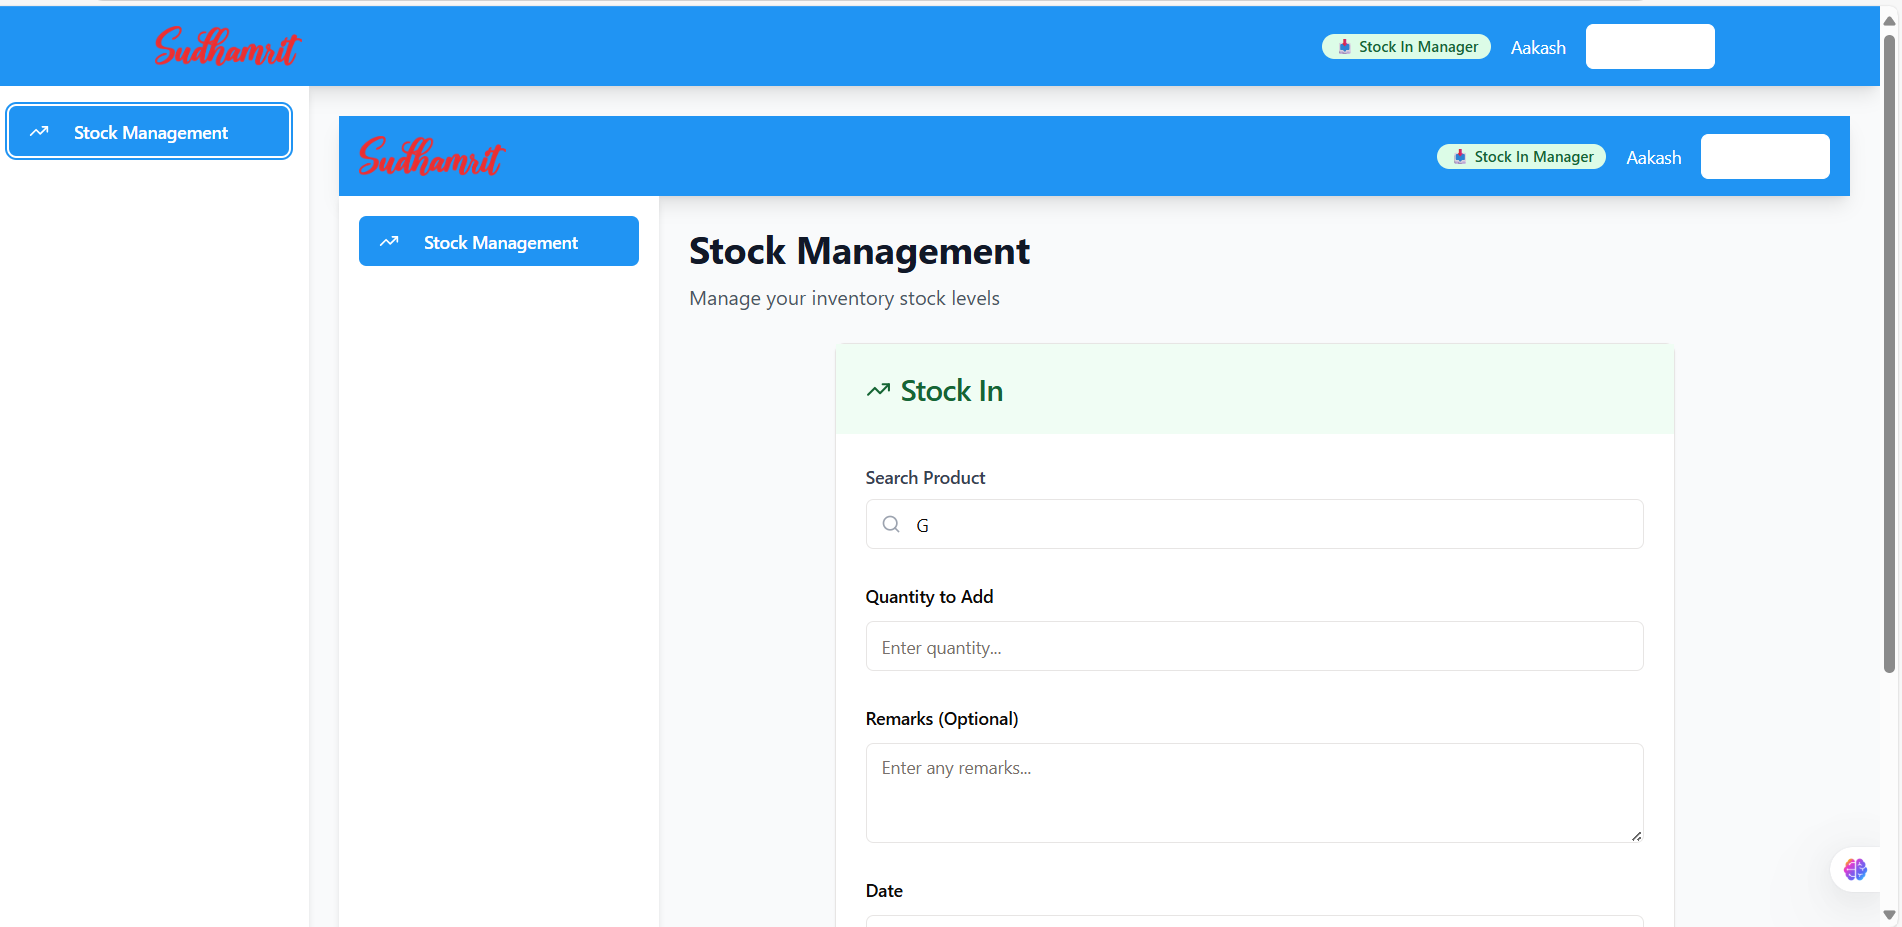 Sudhamrit
Stock In Manager
Aakash
Stock Management
Sudhamrit
Stock In Manager
Aakash
Stock Management
Stock Management
Manage your inventory stock levels
Stock In
Search Product
G
Quantity to Add
Enter quantity...
Remarks (Optional)
Enter any remarks...
Date